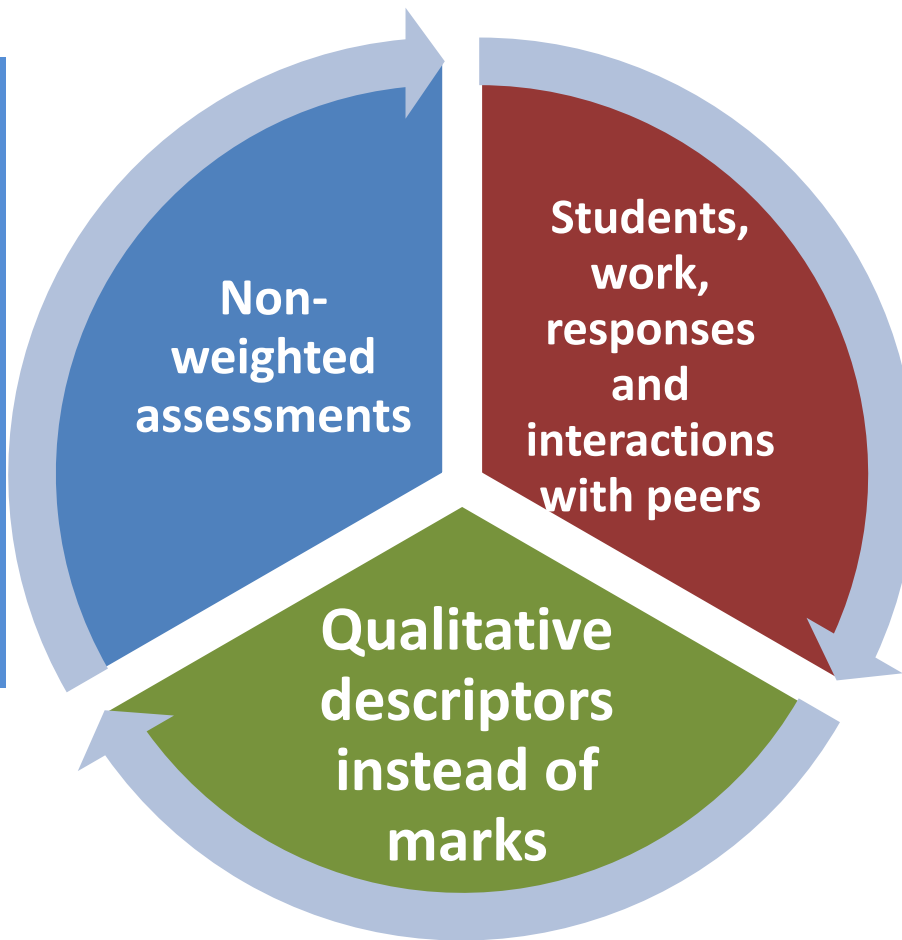 Non-
weighted
assessments
Students,
work,
responses
and
interactions
with peers
Qualitative
descriptors
instead of
marks